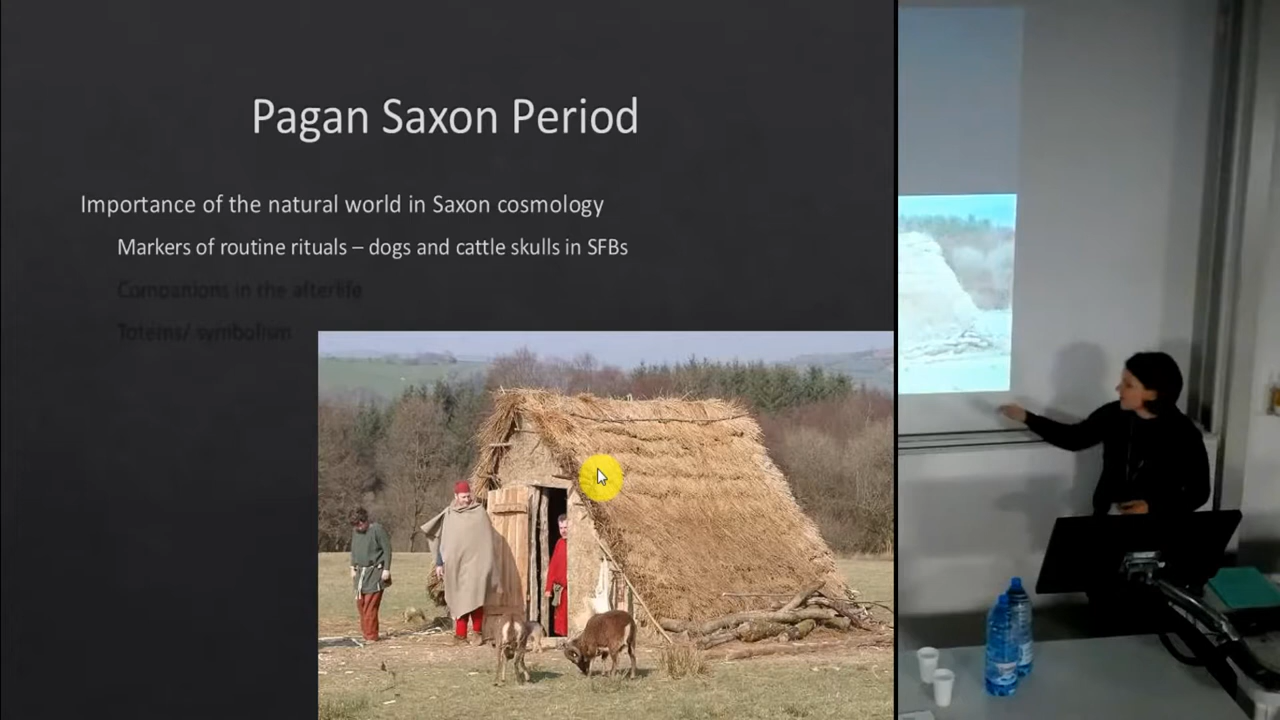 Pagan Saxon Period
Importance of the natural world in Saxon cosmology
Markers of routine rituals – dogs and cattle skulls in SFBs
Companions in the afterlife
Totems/ symbolism